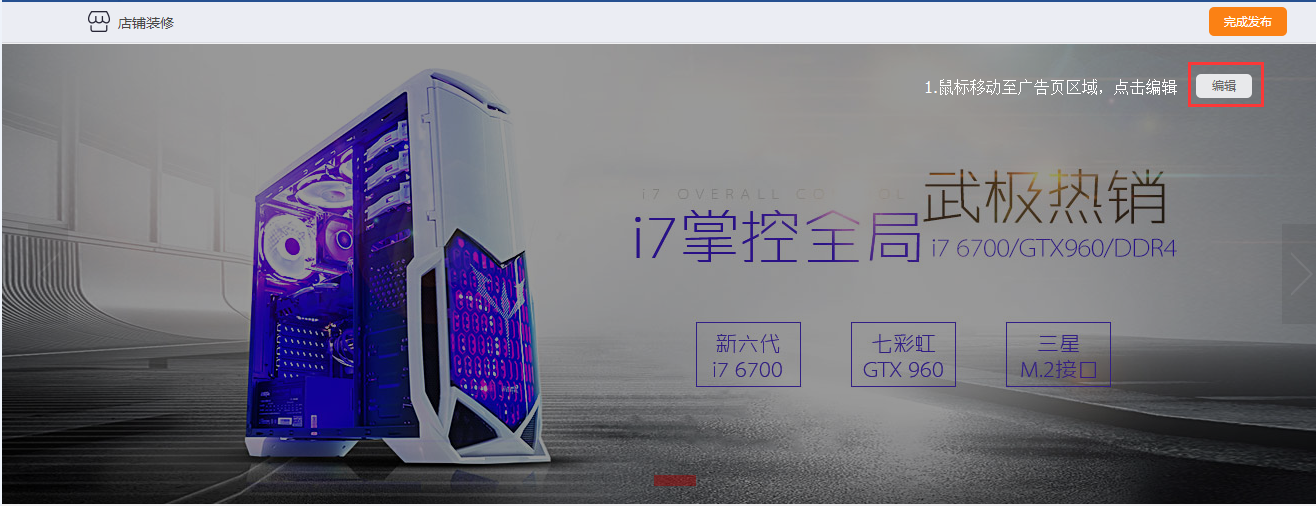 店铺装修
完成发布
1.鼠标移动至广告页区域，点击编辑
编辑
i7 OVERALL CO
OL
武极热销
i7掌控全局
i7 6700/GTX960/DDR4
新六代
i7 6700
七彩虹
GTX 960
三星
M.2接口